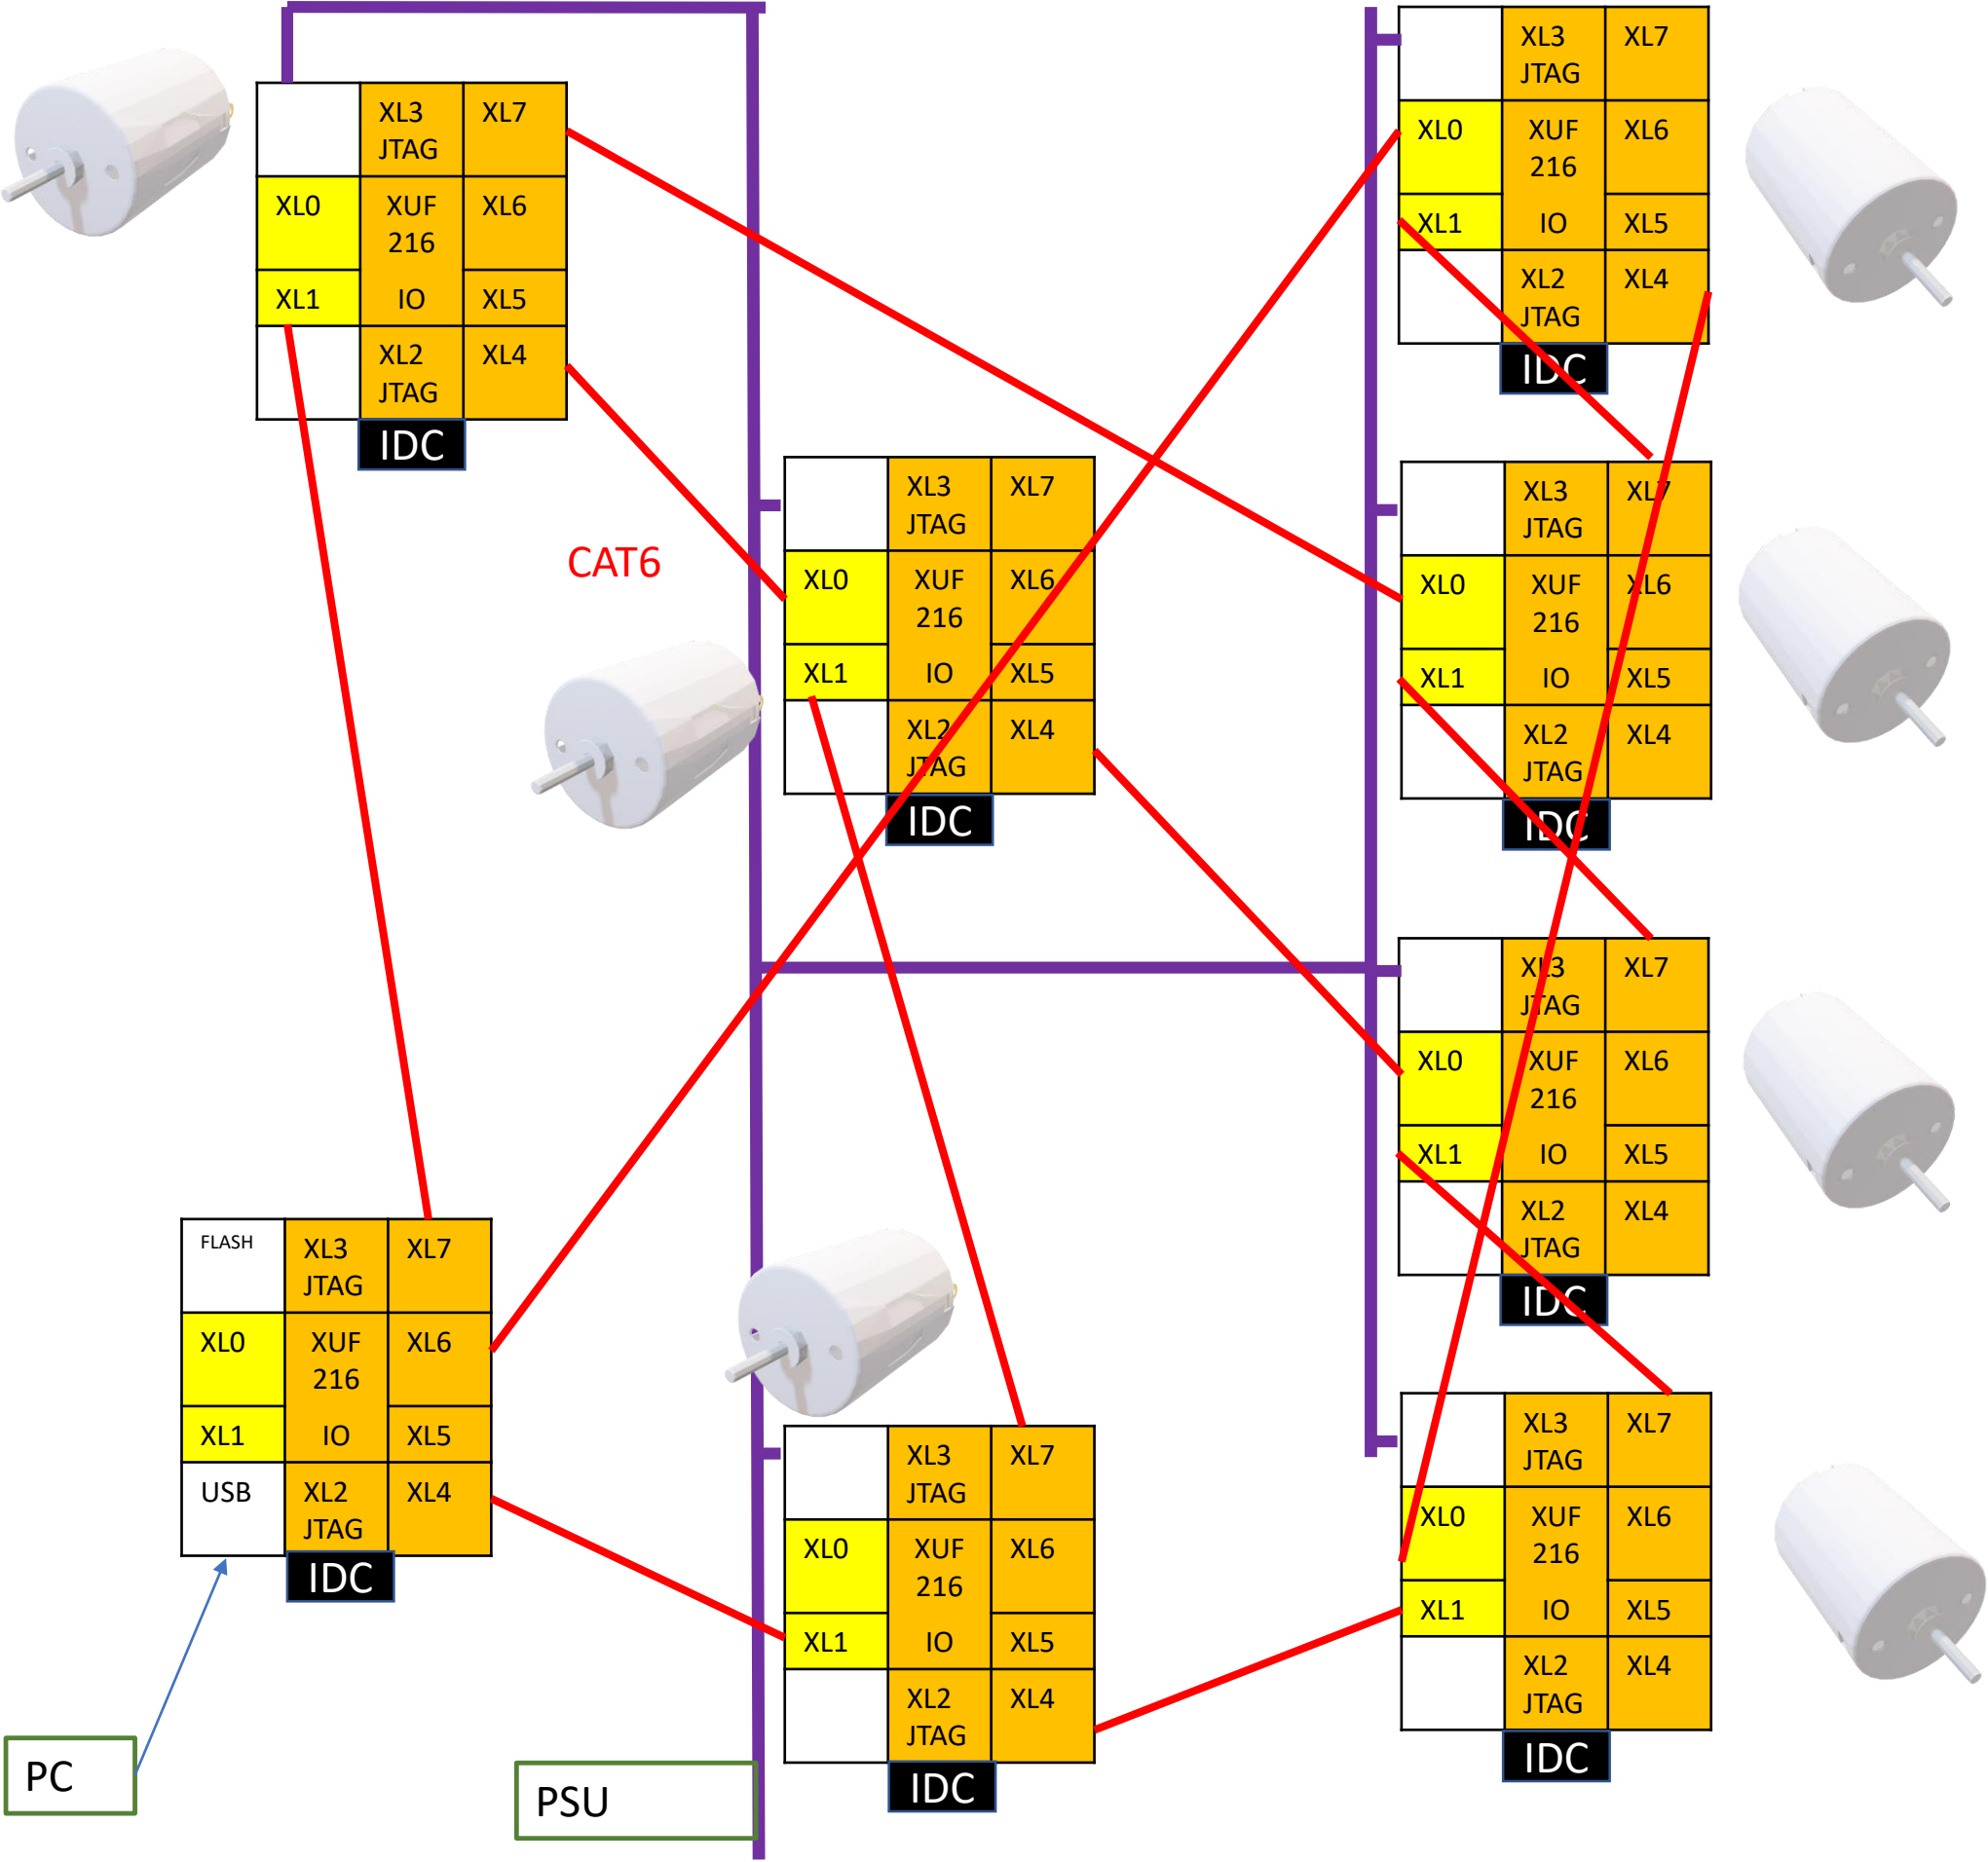 XL3 XL7
JTAG
XL0 XUF XL6
216
XL1 IO XL5
XL2 XL4
JTAG
IDC
XL3 XL7
JTAG
XL0 XUF XL6
216
XL1 IO XL5
XL2 XL4
JTAG
IDC
CAT6
XL3 XL7
JTAG
XL0 XUF XL6
216
XL1 IO XL5
XL2 XL4
JTAG
IDC
XL3 XL7
JTAG
XL0 XUF XL6
216
XL1 IO XL5
XL2 XL4
JTAG
IDC
XL3 XL7
JTAG
XL0 XUF XL6
216
XL1 IO XL5
XL2 XL4
JTAG
IDC
FLASH XL3 XL7
JTAG
XL0 XUF XL6
216
XL1 IO XL5
USB XL2 XL4
JTAG
IDC
XL3 XL7
JTAG
XL0 XUF XL6
216
XL1 IO XL5
XL2 XL4
JTAG
IDC
XL3 XL7
JTAG
XL0 XUF XL6
216
XL1 IO XL5
XL2 XL4
JTAG
IDC
PC
PSU